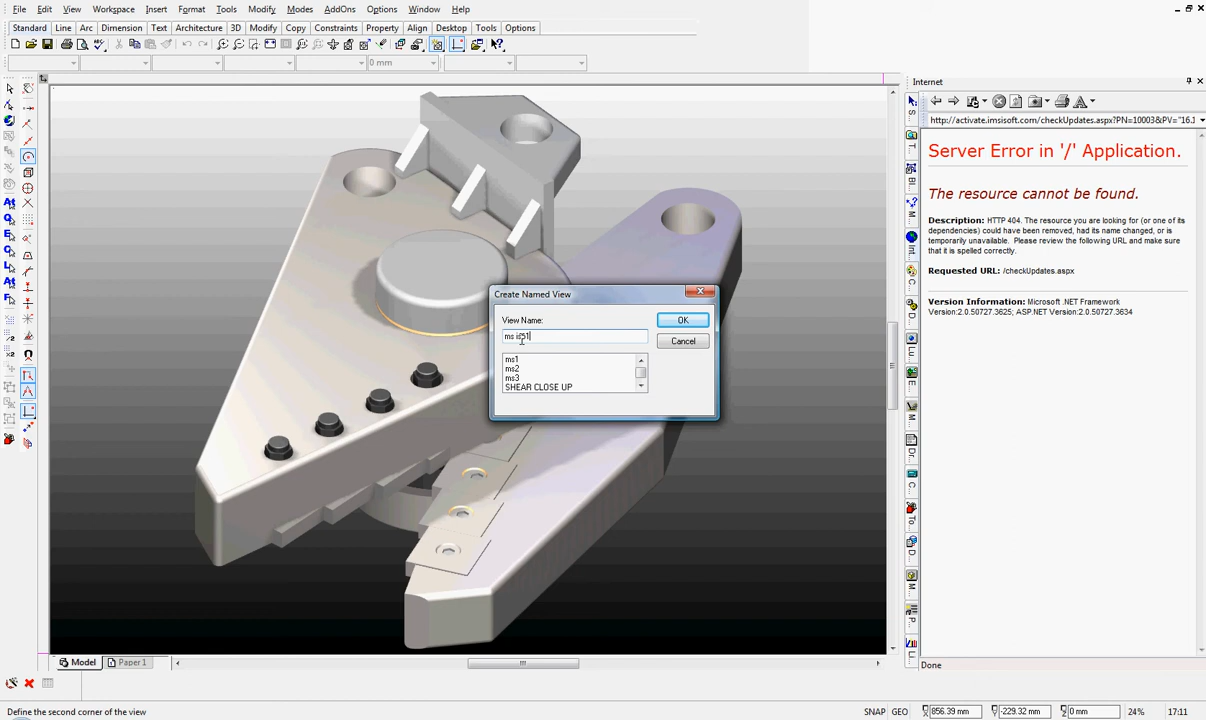 File Edit View Workspace Insert Format Tools Modify Modes AddOns Options Window Help
Standard Line Arc Dimension Text Architecture 3D Modify Copy Constraints Property Align Desktop Tools Options
0 mm
Internet
http://activate.imsisoft.com/checkUpdates.aspx?PN=10003&PV="16.1
Server Error in '/' Application.
The resource cannot be found.
Description: HTTP 404. The resource you are looking for (or one of its
dependencies) could have been removed, had its name changed, or is
temporarily unavailable. Please review the following URL and make sure
that it is spelled correctly.
Requested URL: /checkUpdates.aspx
Version Information: Microsoft .NET Framework
Version:2.0.50727.3625; ASP.NET Version:2.0.50727.3634
Create Named View
View Name:
OK
ms
Cancel
ms1
ms2
ms3
SHEAR CLOSE UP
Model Paper 1
Done
Define the second corner of the view
SNAP GEO 856.39 mm -229.32 mm 0 mm 24% 17:11